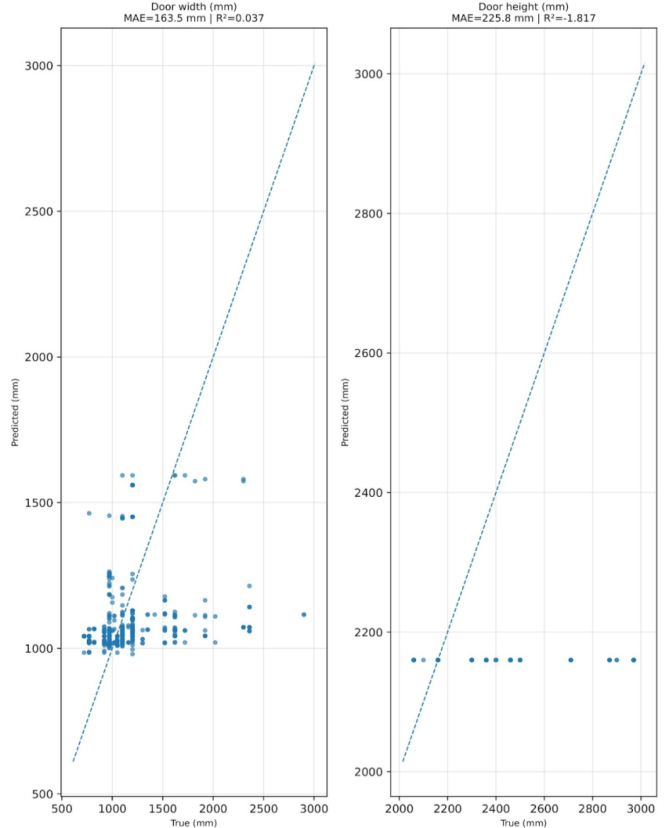 Door width (mm)
MAE=163.5 mm | R²=0.037
3000
2500
2000
1500
1000
500
Predicted (mm)
500 1000 1500 2000 2500 3000
True (mm)
Door height (mm)
MAE=225.8 mm | R²=-1.817
3000
2800
2600
2400
2200
2000
Predicted (mm)
2000 2200 2400 2600 2800 3000
True (mm)